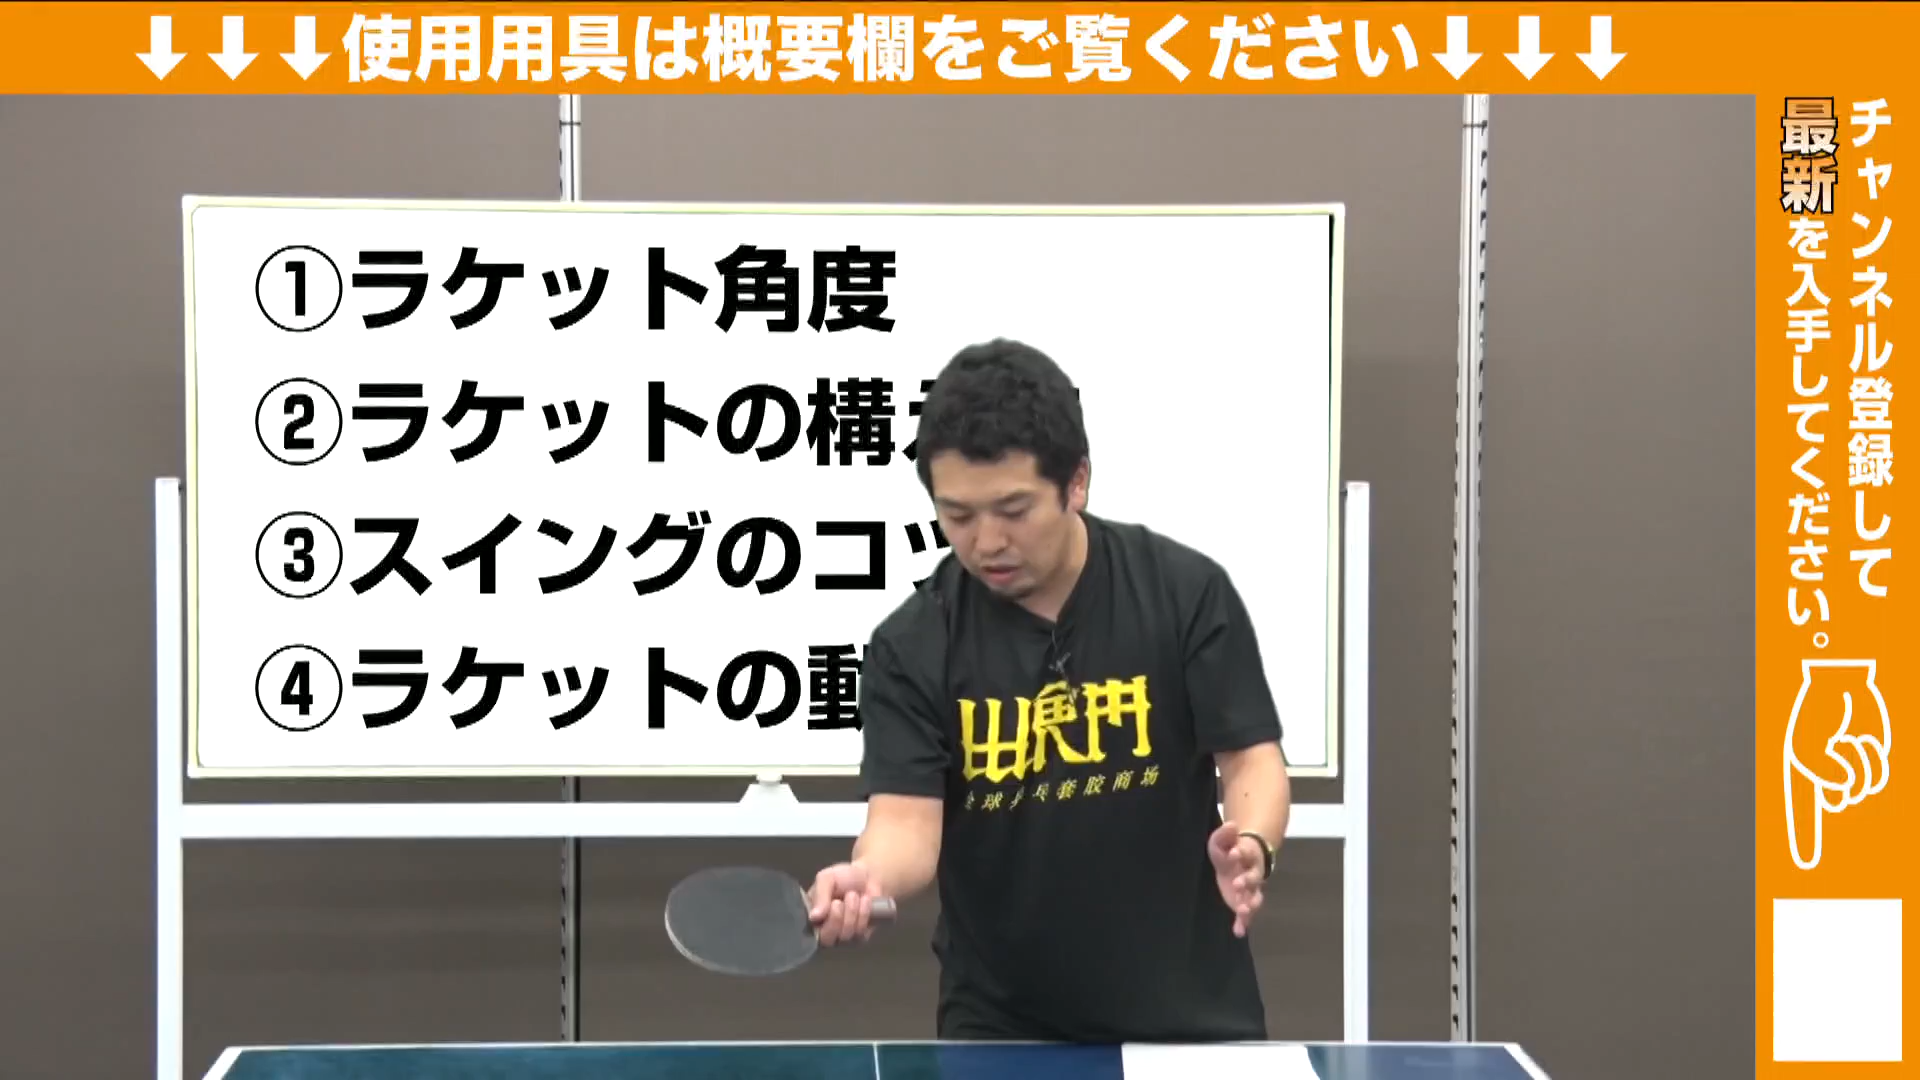 ↓↓↓使用用具は概要欄をご覧ください↓↓↓
チャンネル登録して
最新を入手してください。
①ラケット角度
②ラケットの構え
③スイングのコツ
④ラケットの動